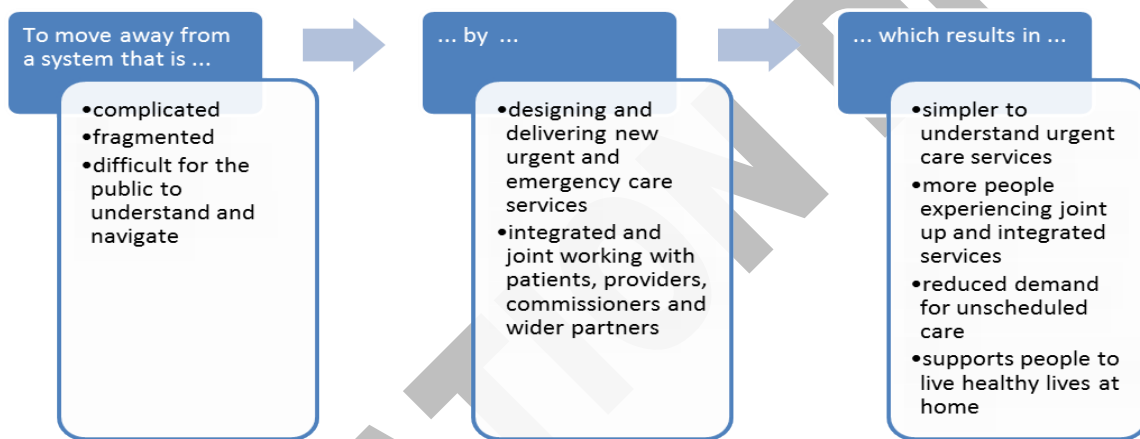 To move away from
a system that is ...
•complicated
•fragmented
•difficult for the
public to
understand and
navigate
... by ...
•designing and
delivering new
urgent and
emergency care
services
•integrated and
joint working with
patients, providers,
commissioners and
wider partners
... which results in ...
•simpler to
understand urgent
care services
•more people
experiencing joint
up and integrated
services
•reduced demand
for unscheduled
care
•supports people to
live healthy lives at
home